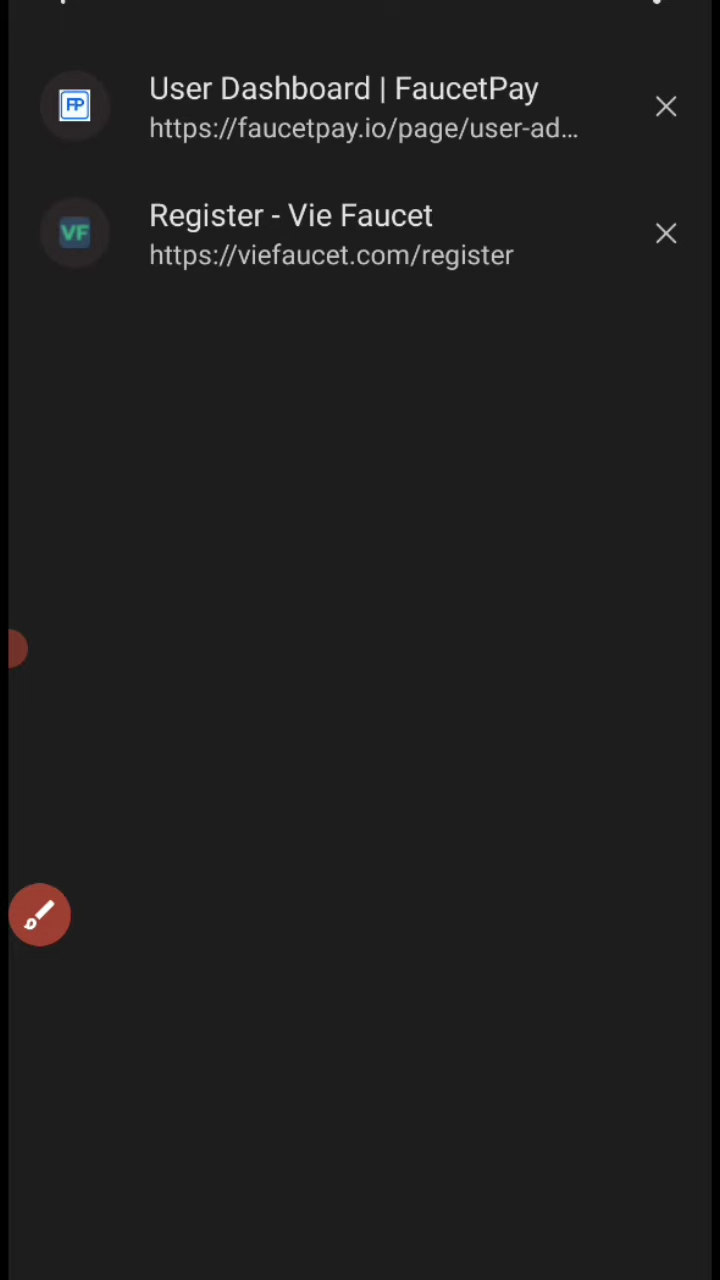 FP
User Dashboard | FaucetPay
https://faucetpay.io/page/user-ad...
VF
Register - Vie Faucet
https://viefaucet.com/register